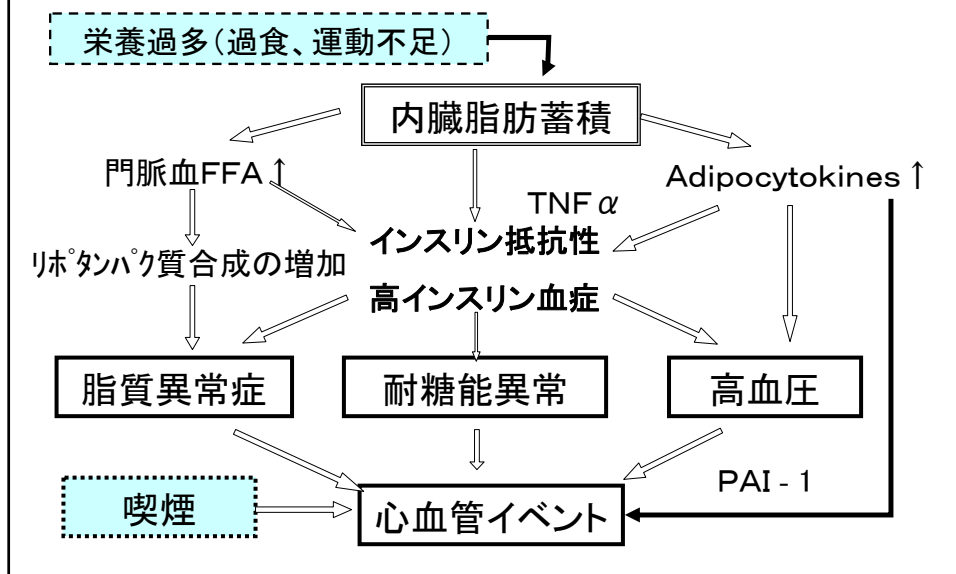 栄養過多(過食、運動不足)
内臓脂肪蓄積
門脈血FFA↑
Adipocytokines↑
TNFα
インスリン抵抗性
リポタンパク質合成の増加
高インスリン血症
脂質異常症
耐糖能異常
高血圧
PAI - 1
喫煙
心血管イベント